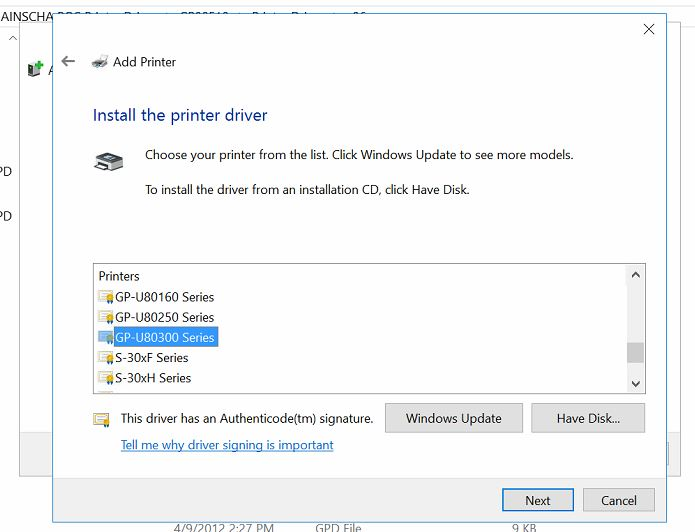 Add Printer
Install the printer driver
Choose your printer from the list. Click Windows Update to see more models.
To install the driver from an installation CD, click Have Disk.
PD
PD
Printers
GP-U80160 Series
GP-U80250 Series
GP-U80300 Series
S-30xF Series
S-30xH Series
This driver has an Authenticode(tm) signature.
Windows Update
Have Disk...
Tell me why driver signing is important
Next
Cancel
4/9/2012 2:27 PM GPD File 9 KB